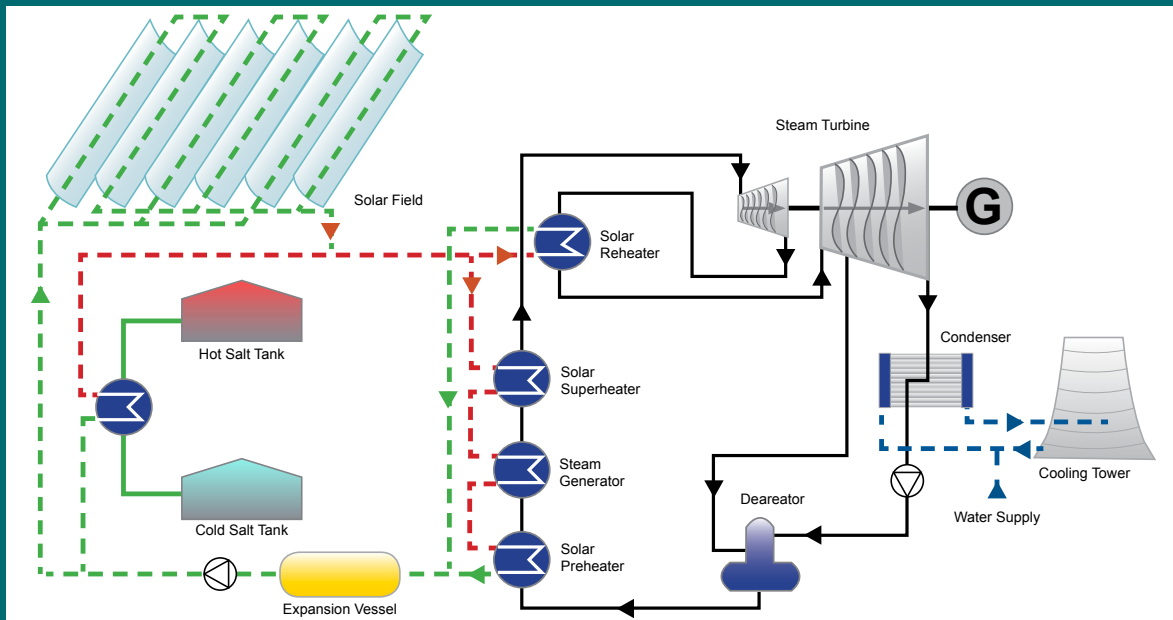 Steam Turbine
Solar Field
G
Solar
Reheater
Hot Salt Tank
Condenser
Solar
Superheater
Steam
Generator
Cooling Tower
Deareator
Water Supply
Cold Salt Tank
Solar
Preheater
Expansion Vessel